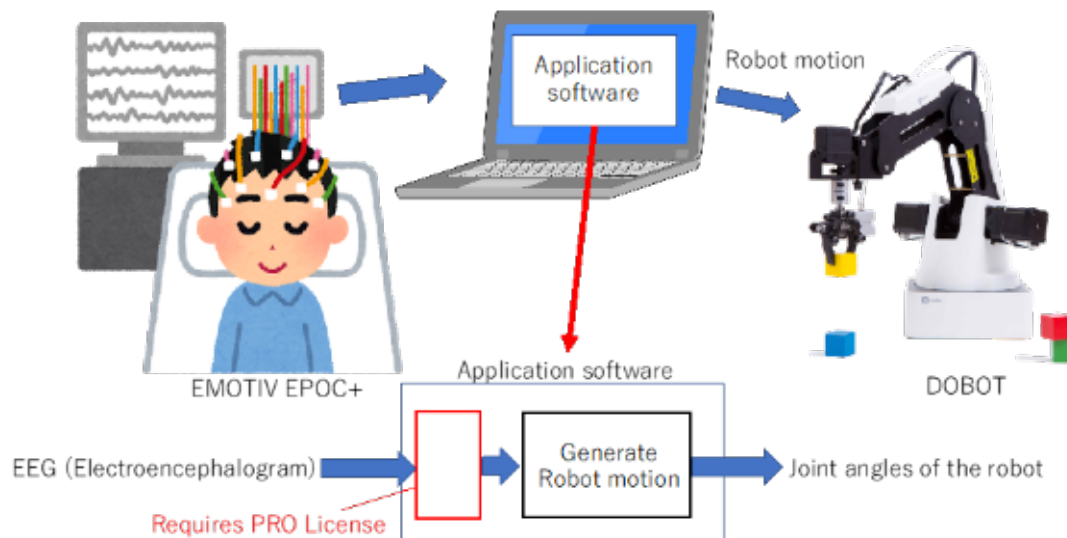 Application
software
Robot motion
EMOTIV EPOC+
Application software
DOBOT
EEG (Electroencephalogram)
Generate
Robot motion
Joint angles of the robot
Requires PRO License